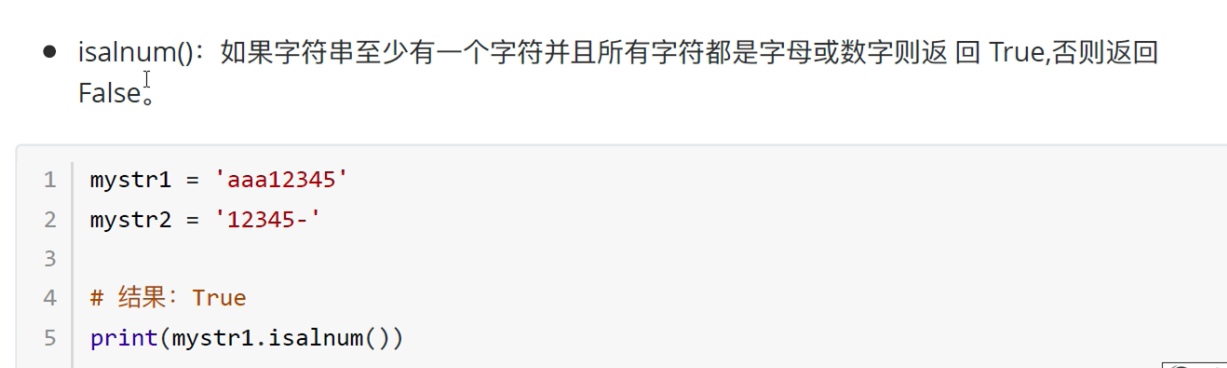 isalnum()：如果字符串至少有一个字符并且所有字符都是字母或数字则返 回 True,否则返回
False。
1 mystr1 = 'aaa12345'
2 mystr2 = '12345-'
3
4 # 结果：True
5 print(mystr1.isalnum())